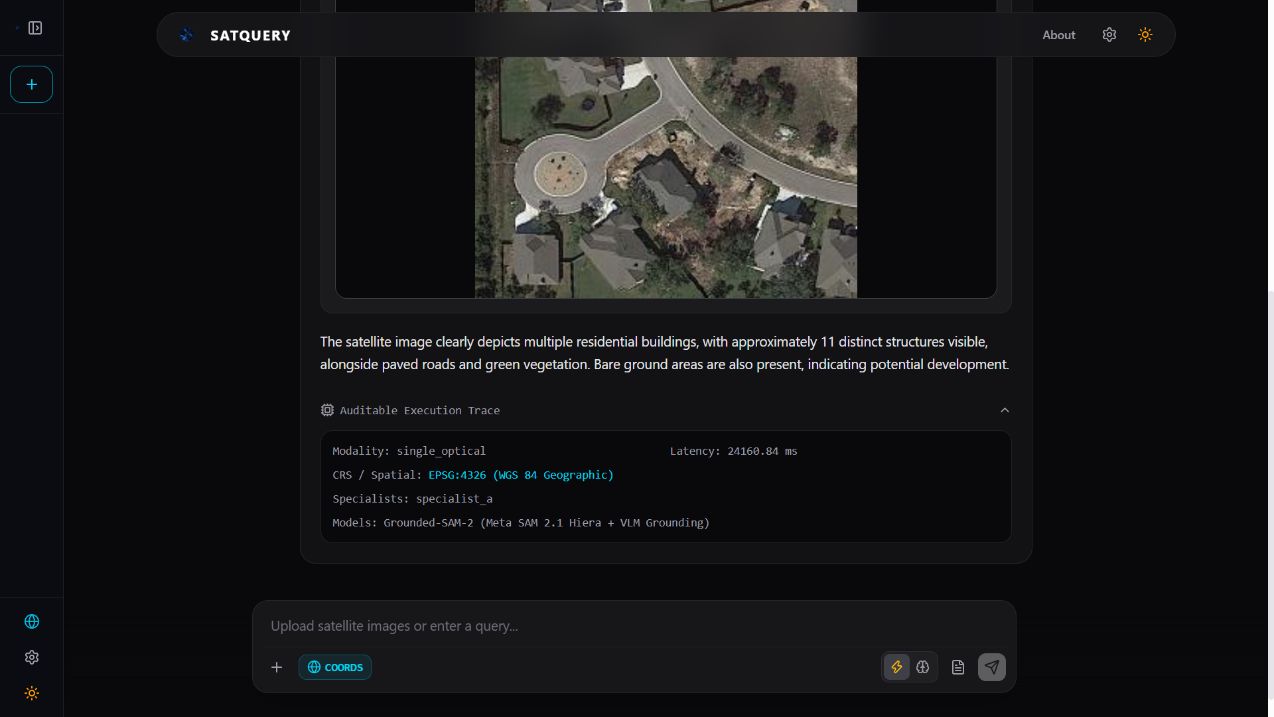 SATQUERY
About
The satellite image clearly depicts multiple residential buildings, with approximately 11 distinct structures visible,
alongside paved roads and green vegetation. Bare ground areas are also present, indicating potential development.
Auditable Execution Trace
Modality: single_optical
Latency: 24160.84 ms
CRS / Spatial: EPSG:4326 (WGS 84 Geographic)
Specialists: specialist_a
Models: Grounded-SAM-2 (Meta SAM 2.1 Hiera + VLM Grounding)
Upload satellite images or enter a query...
COORDS